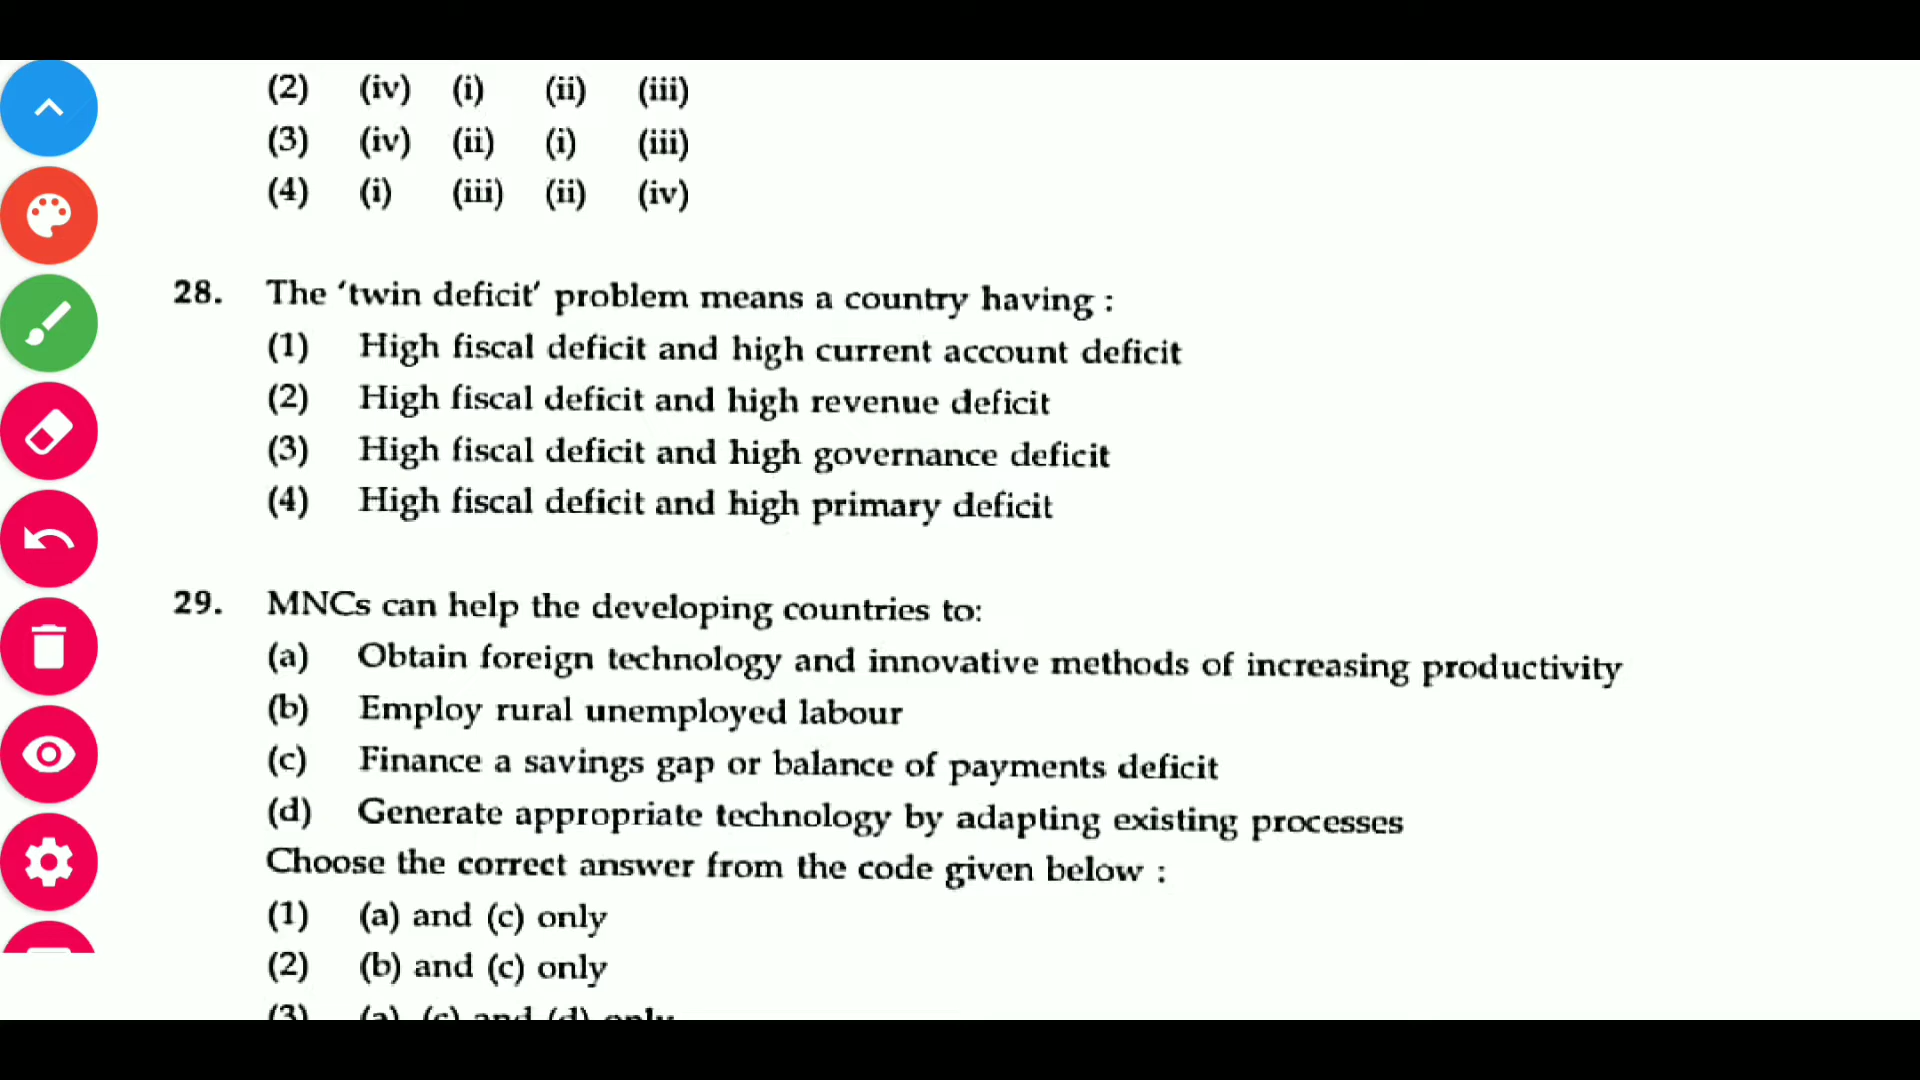 (2) (iv) (i) (ii) (iii)
(3) (iv) (ii) (i) (iii)
(4) (i) (iii) (ii) (iv)
28. The ‘twin deficit’ problem means a country having :
(1) High fiscal deficit and high current account deficit
(2) High fiscal deficit and high revenue deficit
(3) High fiscal deficit and high governance deficit
(4) High fiscal deficit and high primary deficit
29. MNCs can help the developing countries to:
(a) Obtain foreign technology and innovative methods of increasing productivity
(b) Employ rural unemployed labour
(c) Finance a savings gap or balance of payments deficit
(d) Generate appropriate technology by adapting existing processes
Choose the correct answer from the code given below :
(1) (a) and (c) only
(2) (b) and (c) only
(3) (a), (c) and (d) only